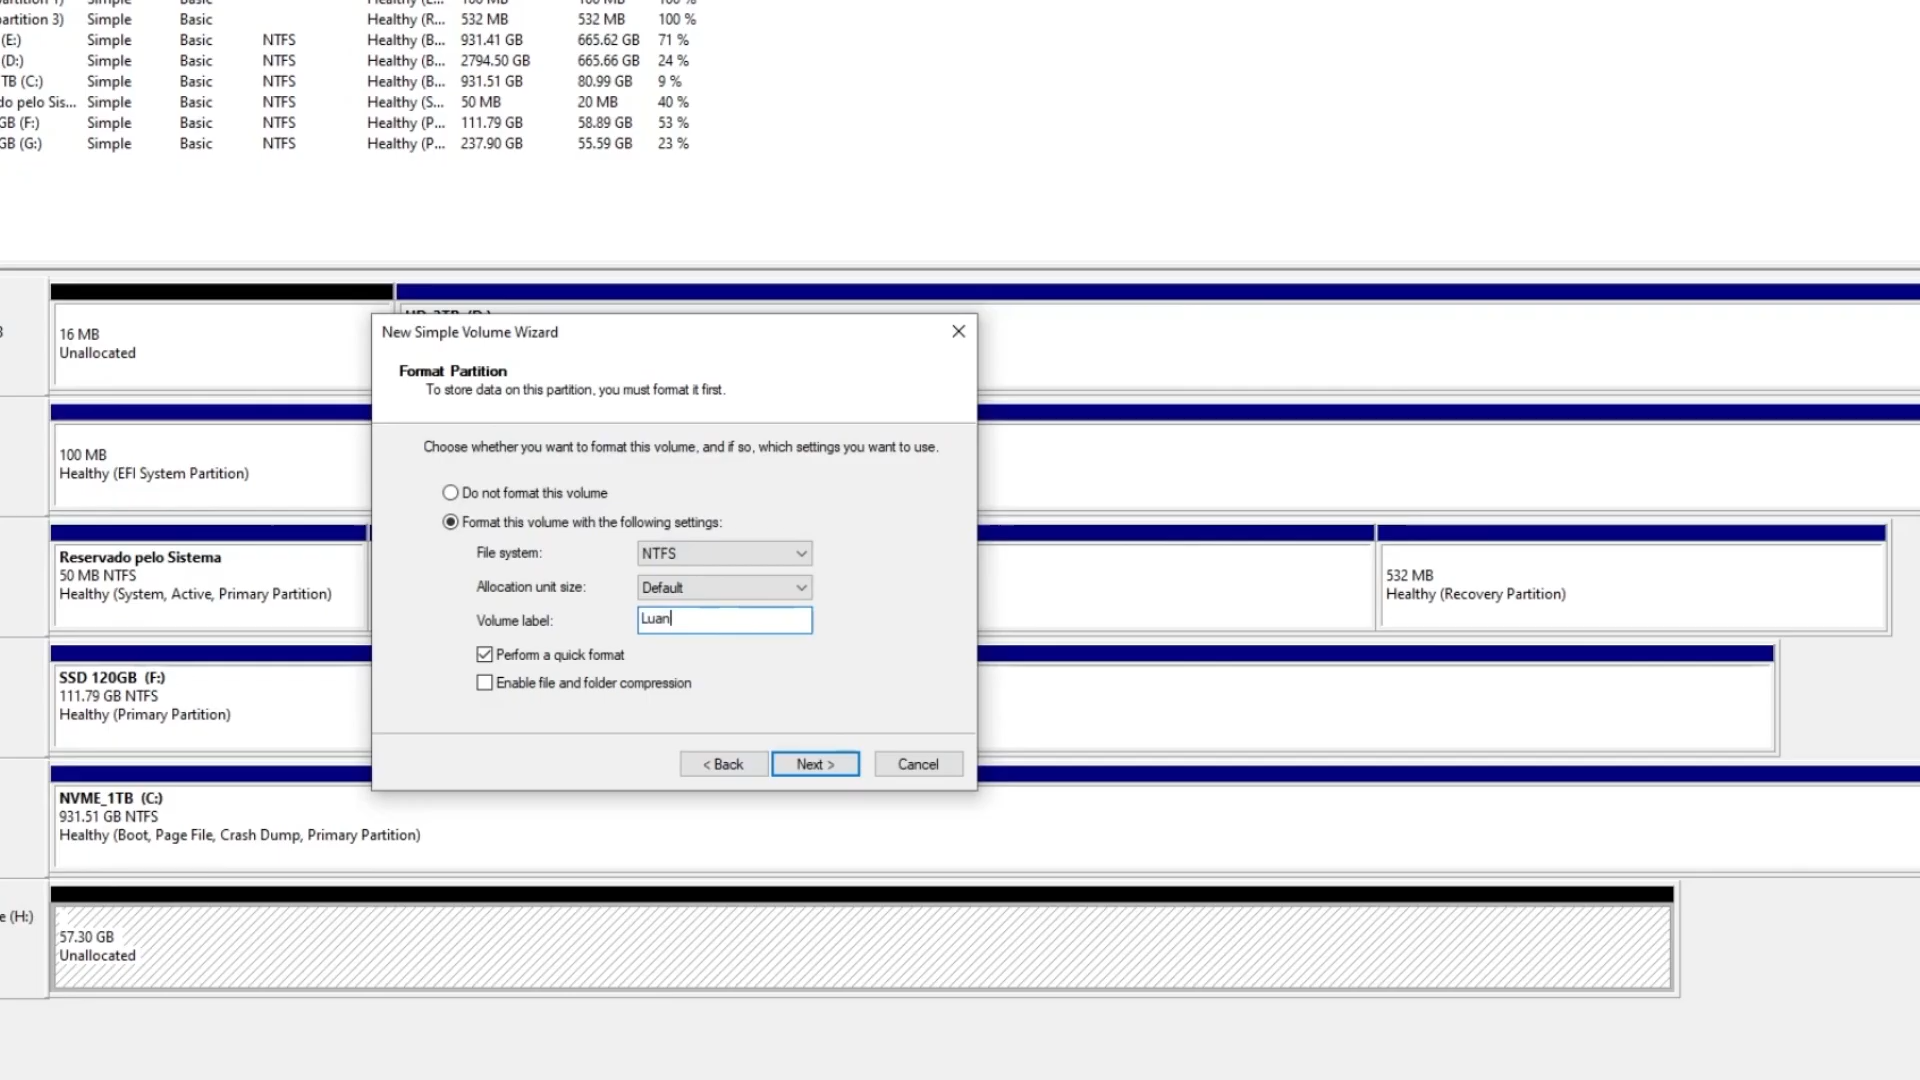 Simple Basic Healthy (E... 100 MB 100 MB 100 %
partition 3) Simple Basic Healthy (R... 532 MB 532 MB 100 %
(E:) Simple Basic NTFS Healthy (B... 931.41 GB 665.62 GB 71 %
(D:) Simple Basic NTFS Healthy (B... 2794.50 GB 665.66 GB 24 %
TB (C:) Simple Basic NTFS Healthy (B... 931.51 GB 80.99 GB 9 %
do pelo Sis... Simple Basic NTFS Healthy (S... 50 MB 20 MB 40 %
GB (F:) Simple Basic NTFS Healthy (P... 111.79 GB 58.89 GB 53 %
GB (G:) Simple Basic NTFS Healthy (P... 237.90 GB 55.59 GB 23 %
16 MB
Unallocated
100 MB
Healthy (EFI System Partition)
Reservado pelo Sistema
50 MB NTFS
Healthy (System, Active, Primary Partition)
532 MB
Healthy (Recovery Partition)
SSD 120GB (F:)
111.79 GB NTFS
Healthy (Primary Partition)
NVME_1TB (C:)
931.51 GB NTFS
Healthy (Boot, Page File, Crash Dump, Primary Partition)
e (H:)
57.30 GB
Unallocated
New Simple Volume Wizard
Format Partition
To store data on this partition, you must format it first.
Choose whether you want to format this volume, and if so, which settings you want to use.
Do not format this volume
Format this volume with the following settings:
File system: NTFS
Allocation unit size: Default
Volume label: Luan
Perform a quick format
Enable file and folder compression
< Back Next > Cancel